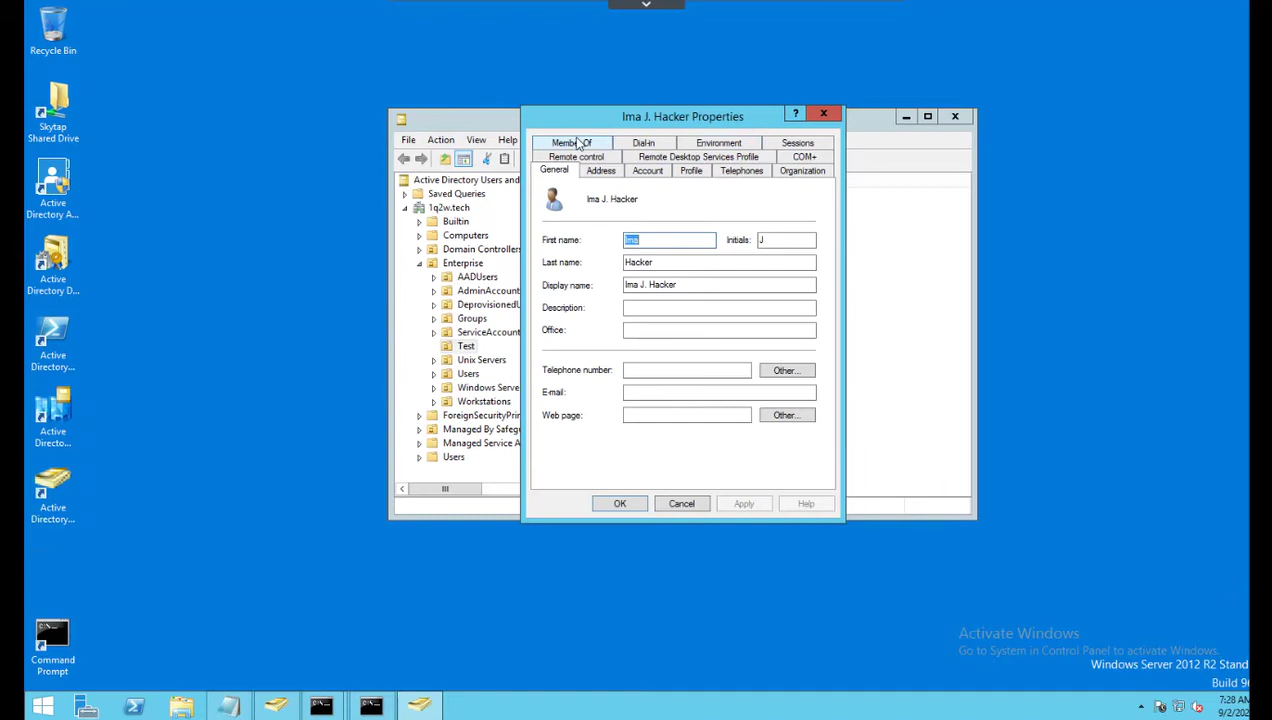 Recycle Bin
Skytap
Shared Drive
Active
Directory A...
Active
Directory D...
Active
Directory...
Active
Directo...
Active
Directory...
Command
Prompt
Ima J. Hacker Properties
?
File Action View Help
Active Directory Users and
Saved Queries
1q2w.tech
Builtin
Computers
Domain Controllers
Enterprise
AADUsers
AdminAccount
DeprovisionedU
Groups
ServiceAccount
Test
Unix Servers
Users
Windows Serve
Workstations
ForeignSecurityPrin
Managed By Safegu
Managed Service A
Users
Member Of Dial-in Environment Sessions
Remote control Remote Desktop Services Profile COM+
General Address Account Profile Telephones Organization
Ima J. Hacker
First name: Ima Initials: J
Last name: Hacker
Display name: Ima J. Hacker
Description:
Office:
Telephone number: Other...
E-mail:
Web page: Other...
OK Cancel Apply Help
Activate Windows
Go to System in Control Panel to activate Windows.
Windows Server 2012 R2 Stand
Build 96
7:28 AM
9/2/202